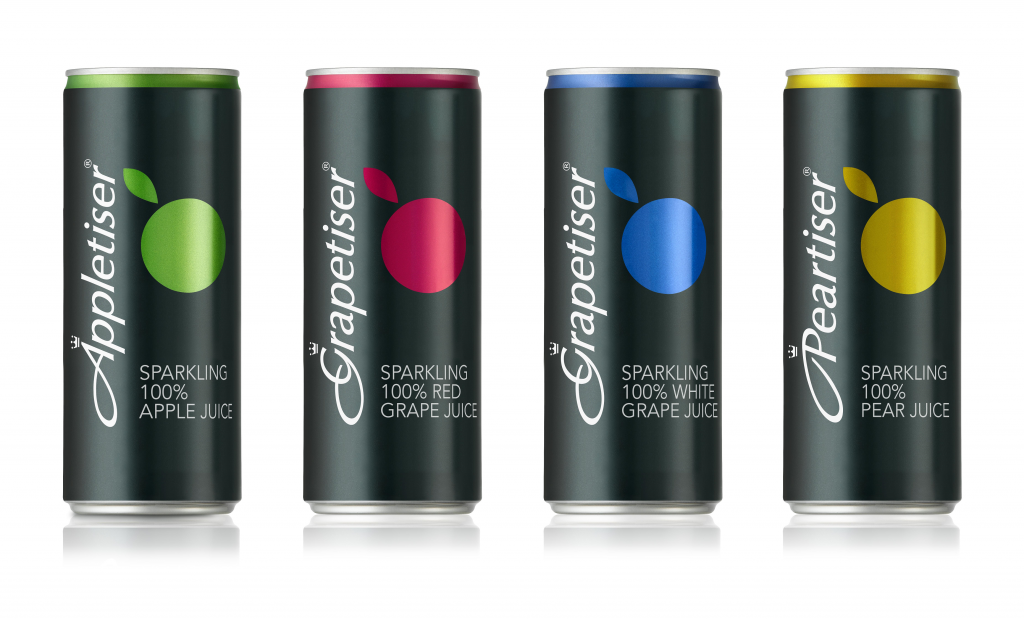 Appletiser®
SPARKLING
100%
APPLE JUICE
Grapetiser®
SPARKLING
100% RED
GRAPE JUICE
Grapetiser®
SPARKLING
100% WHITE
GRAPE JUICE
Peartiser®
SPARKLING
100%
PEAR JUICE